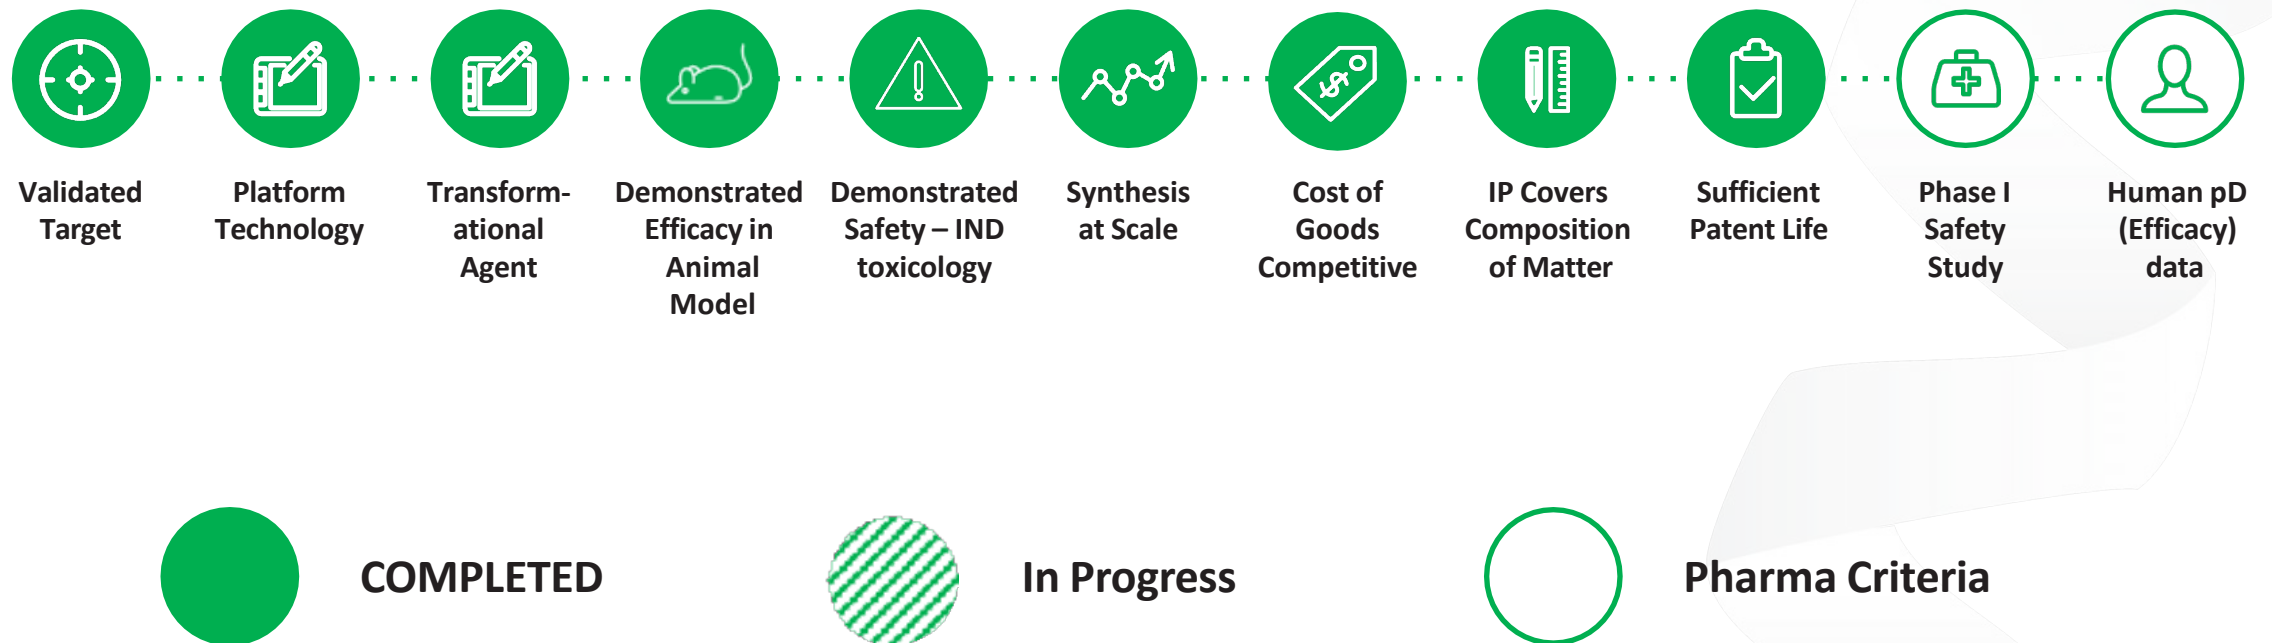 Validated
Target
Platform
Technology
Transform-
ational
Agent
Demonstrated
Efficacy in
Animal
Model
Demonstrated
Safety – IND
toxicology
Synthesis
at Scale
Cost of
Goods
Competitive
IP Covers
Composition
of Matter
Sufficient
Patent Life
Phase I
Safety
Study
Human pD
(Efficacy)
data
COMPLETED
In Progress
Pharma Criteria